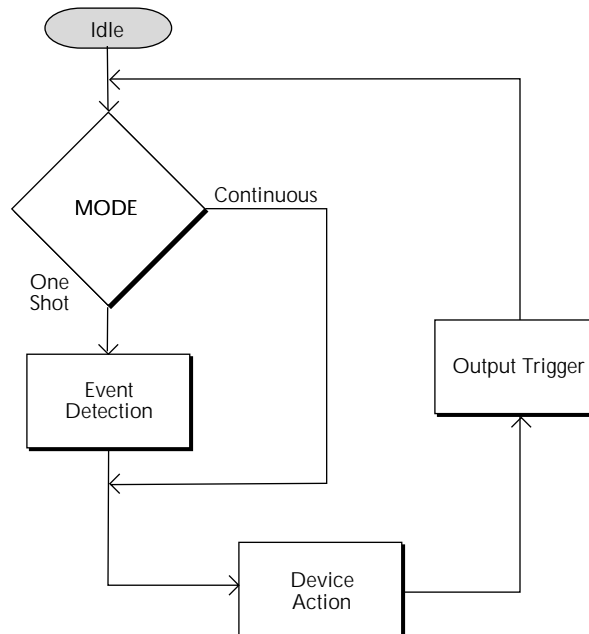 Idle
MODE
Continuous
One
Shot
Event
Detection
Output Trigger
Device
Action